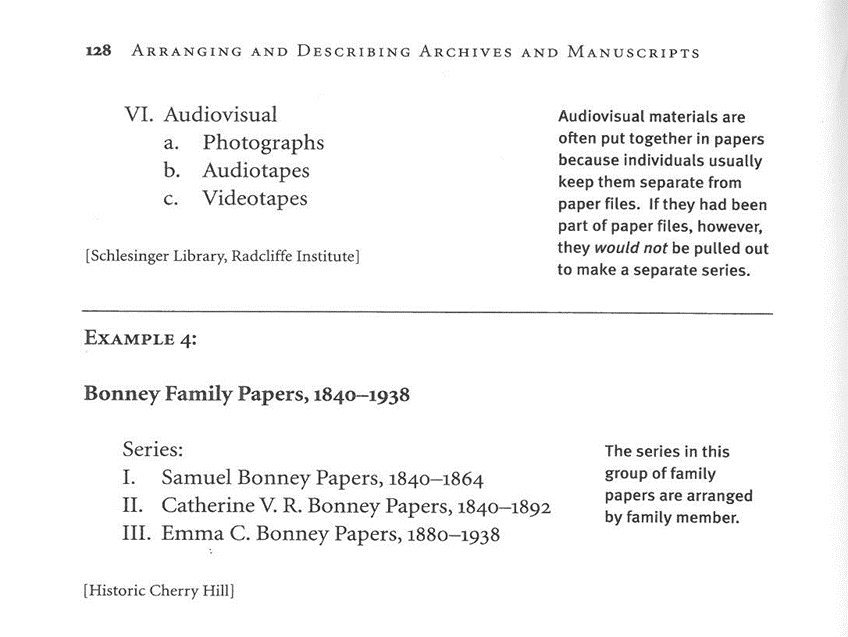 128 ARRANGING AND DESCRIBING ARCHIVES AND MANUSCRIPTS
VI. Audiovisual
a. Photographs
b. Audiotapes
c. Videotapes
[Schlesinger Library, Radcliffe Institute]
Audiovisual materials are
often put together in papers
because individuals usually
keep them separate from
paper files. If they had been
part of paper files, however,
they would not be pulled out
to make a separate series.
EXAMPLE 4:
Bonney Family Papers, 1840–1938
Series:
I. Samuel Bonney Papers, 1840–1864
II. Catherine V. R. Bonney Papers, 1840–1892
III. Emma C. Bonney Papers, 1880–1938
The series in this
group of family
papers are arranged
by family member.
[Historic Cherry Hill]